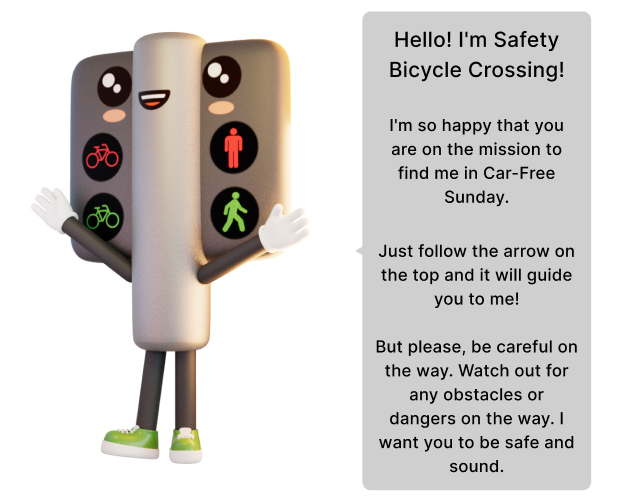 Hello! I'm Safety
Bicycle Crossing!
I'm so happy that you
are on the mission to
find me in Car-Free
Sunday.
Just follow the arrow on
the top and it will guide
you to me!
But please, be careful on
the way. Watch out for
any obstacles or
dangers on the way. I
want you to be safe and
sound.